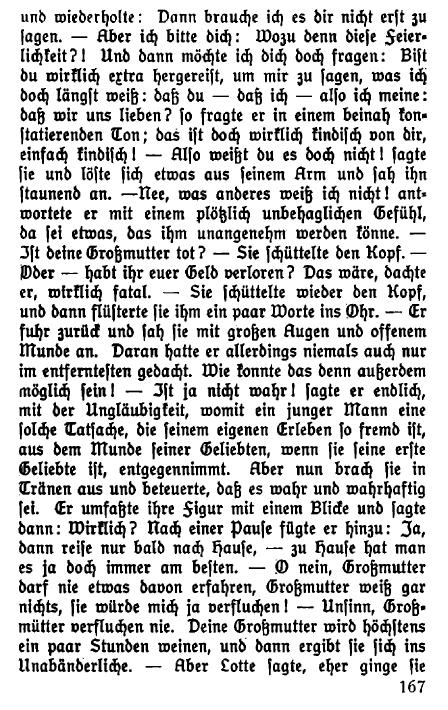 und wiederholte: Dann brauche ich es dir nicht erst zu
sagen. — Aber ich bitte dich: Wozu denn diese Feier-
lichkeit?! Und dann möchte ich dich doch fragen: Bist
du wirklich extra hergereist, um mir zu sagen, was ich
doch längst weiß: daß du — daß ich — also ich meine:
daß wir uns lieben? so fragte er in einem beinah kon-
statierenden Ton; das ist doch wirklich kindisch von dir,
einfach kindisch! — Also weißt du es doch nicht! sagte
sie und löste sich etwas aus seinem Arm und sah ihn
staunend an. —Nee, was anderes weiß ich nicht! ant-
wortete er mit einem plötzlich unbehaglichen Gefühl,
da sei etwas, das ihm unangenehm werden könne. —
Ist deine Großmutter tot? — Sie schüttelte den Kopf. —
Oder — habt ihr euer Geld verloren? Das wäre, dachte
er, wirklich fatal. — Sie schüttelte wieder den Kopf,
und dann flüsterte sie ihm ein paar Worte ins Ohr. — Er
fuhr zurück und sah sie mit großen Augen und offenem
Munde an. Daran hatte er allerdings niemals auch nur
im entferntesten gedacht. Wie konnte das denn außerdem
möglich sein! — Ist ja nicht wahr! sagte er endlich,
mit der Ungläubigkeit, womit ein junger Mann eine
solche Tatsache, die seinem eigenen Erleben so fremd ist,
aus dem Munde seiner Geliebten, wenn sie seine erste
Geliebte ist, entgegennimmt. Aber nun brach sie in
Tränen aus und beteuerte, daß es wahr und wahrhaftig
sei. Er umfaßte ihre Figur mit einem Blicke und sagte
dann: Wirklich? Nach einer Pause fügte er hinzu: Ja,
dann reise nur bald nach Hause, — zu Hause hat man
es ja doch immer am besten. — O nein, Großmutter
darf nie etwas davon erfahren, Großmutter weiß gar
nichts, sie würde mich ja verfluchen! — Unsinn, Groß-
mütter verfluchen nie. Deine Großmutter wird höchstens
ein paar Stunden weinen, und dann ergibt sie sich ins
Unabänderliche. — Aber Lotte sagte, eher ginge sie
167